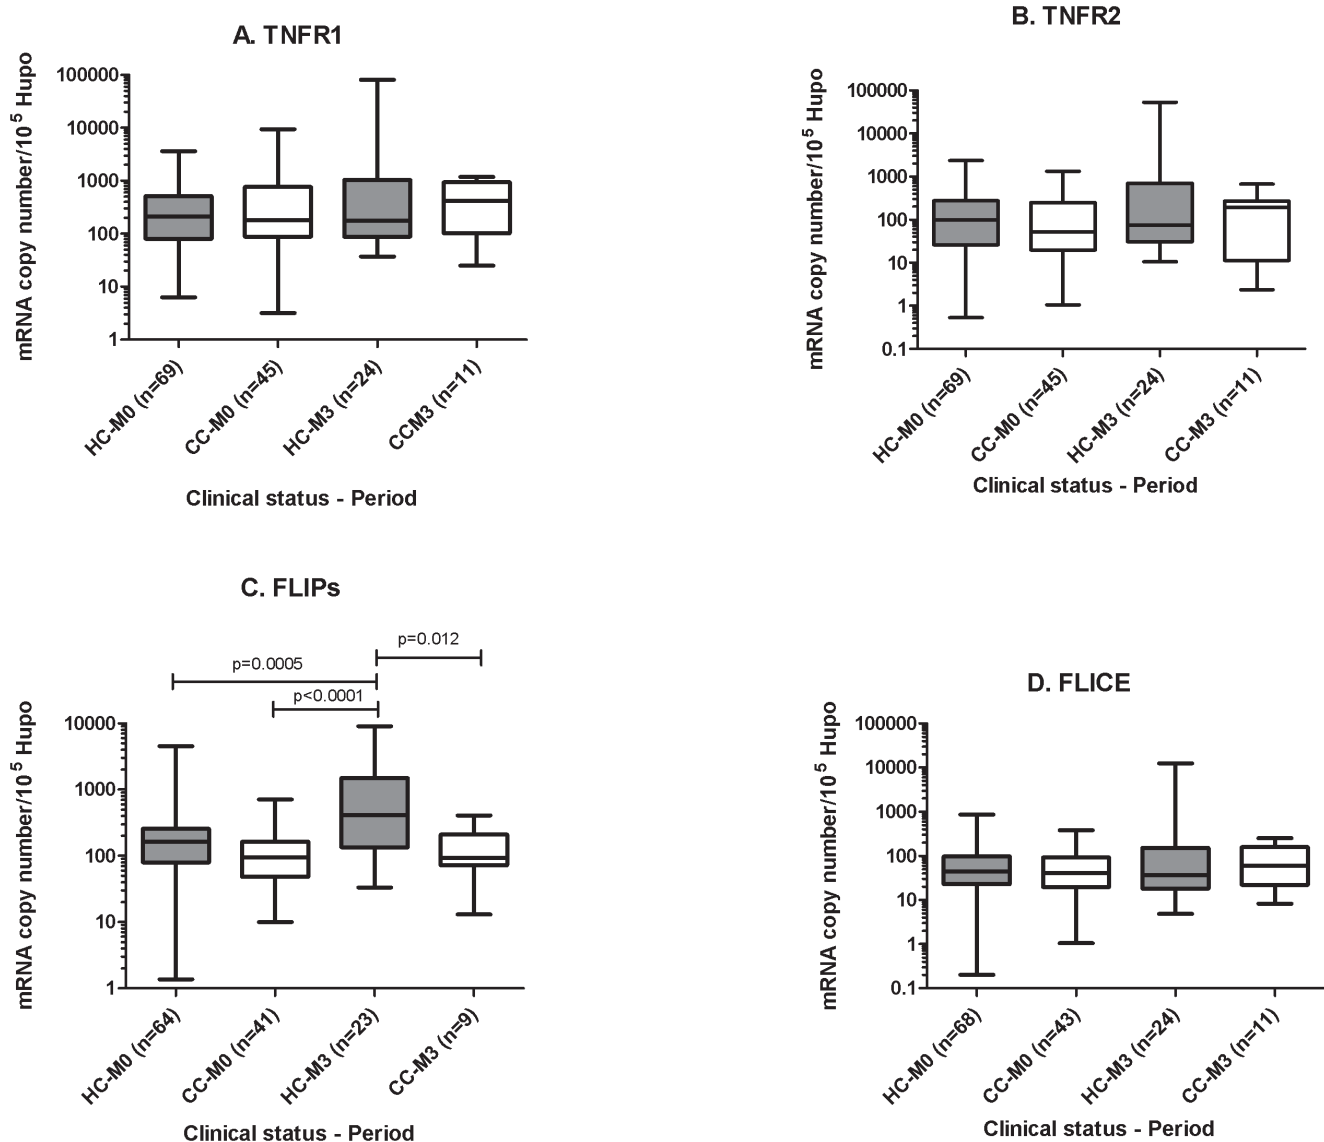 A. TNFR1
mRNA copy number/10^5 Hupo
100000
10000
1000
100
10
1
HC-M0 (n=69)
CC-M0 (n=45)
HC-M3 (n=24)
CCM3 (n=11)
Clinical status - Period
B. TNFR2
mRNA copy number/10^5 Hupo
100000
10000
1000
100
10
1
0.1
HC-M0 (n=69)
CC-M0 (n=45)
HC-M3 (n=24)
CC-M3 (n=11)
Clinical status - Period
C. FLIPs
p=0.012
p=0.0005
p<0.0001
mRNA copy number/10^5 Hupo
10000
1000
100
10
1
HC-M0 (n=64)
CC-M0 (n=41)
HC-M3 (n=23)
CC-M3 (n=9)
Clinical status - Period
D. FLICE
mRNA copy number/10^5 Hupo
100000
10000
1000
100
10
1
0.1
HC-M0 (n=68)
CC-M0 (n=43)
HC-M3 (n=24)
CC-M3 (n=11)
Clinical status - Period